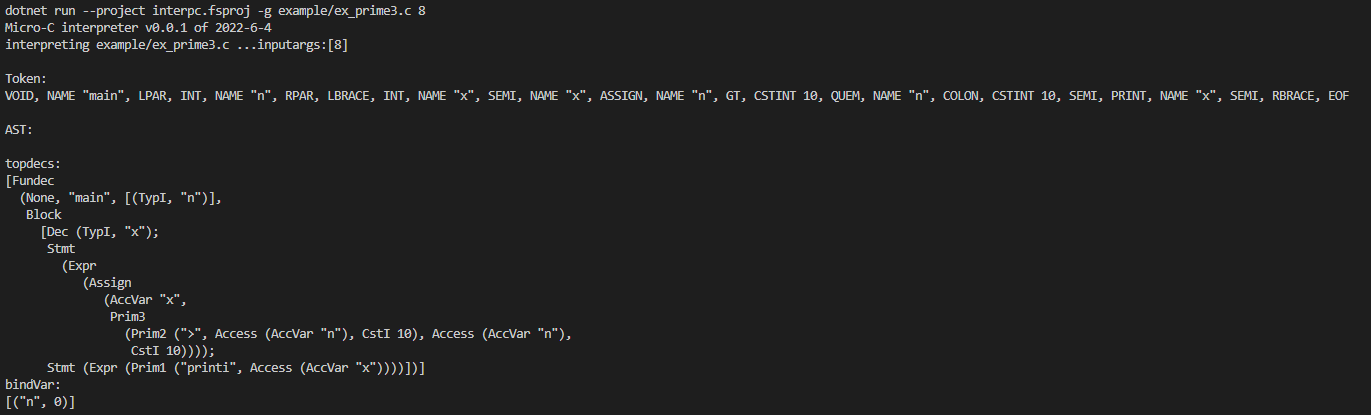 dotnet run --project interpc.fsproj -g example/ex_prime3.c 8
Micro-C interpreter v0.0.1 of 2022-6-4
interpreting example/ex_prime3.c ...inputargs:[8]
Token:
VOID, NAME "main", LPAR, INT, NAME "n", RPAR, LBRACE, INT, NAME "x", SEMI, NAME "x", ASSIGN, NAME "n", GT, CSTINT 10, QUEM, NAME "n", COLON, CSTINT 10, SEMI, PRINT, NAME "x", SEMI, RBRACE, EOF
AST:
topdecs:
[Fundec
(None, "main", [(TypI, "n")],
Block
[Dec (TypI, "x");
Stmt
(Expr
(Assign
(AccVar "x",
Prim3
(Prim2 (">", Access (AccVar "n"), CstI 10), Access (AccVar "n"),
CstI 10))));
Stmt (Expr (Prim1 ("printi", Access (AccVar "x"))))])]
bindVar:
[("n", 0)]